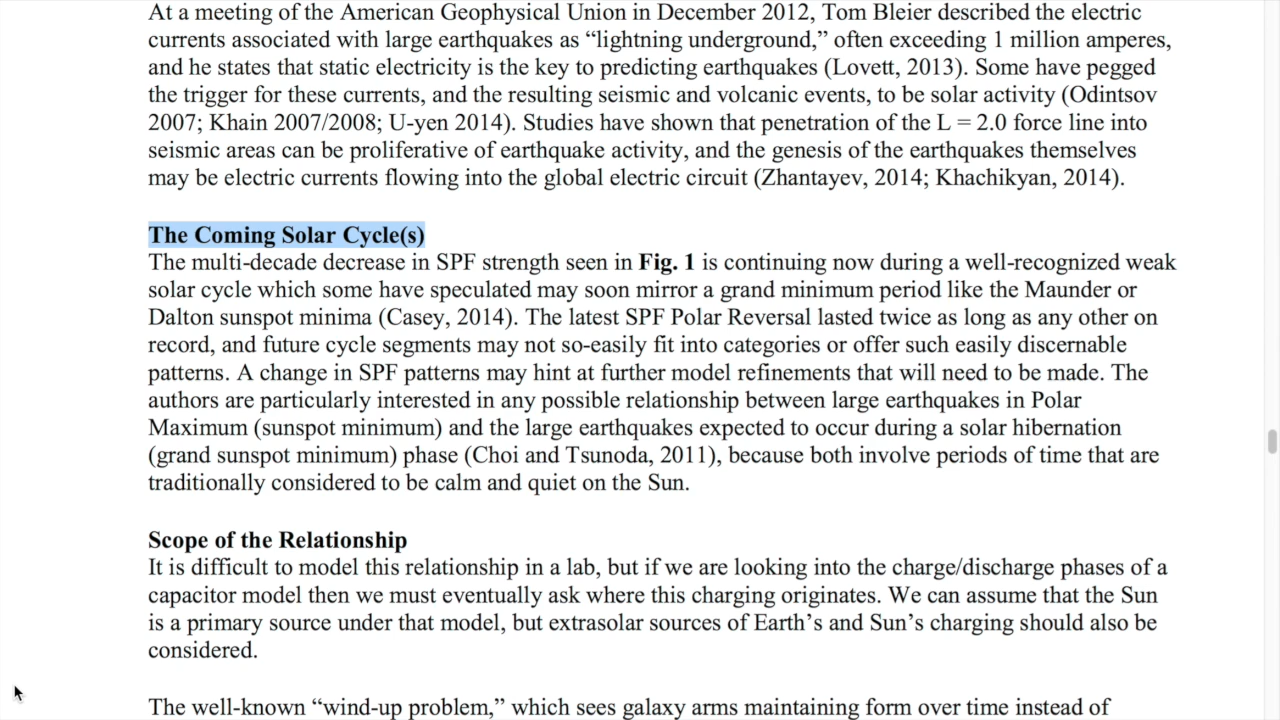 At a meeting of the American Geophysical Union in December 2012, Tom Bleier described the electric
currents associated with large earthquakes as “lightning underground,” often exceeding 1 million amperes,
and he states that static electricity is the key to predicting earthquakes (Lovett, 2013). Some have pegged
the trigger for these currents, and the resulting seismic and volcanic events, to be solar activity (Odintsov
2007; Khain 2007/2008; U-yen 2014). Studies have shown that penetration of the L = 2.0 force line into
seismic areas can be proliferative of earthquake activity, and the genesis of the earthquakes themselves
may be electric currents flowing into the global electric circuit (Zhantayev, 2014; Khachikyan, 2014).
The Coming Solar Cycle(s)
The multi-decade decrease in SPF strength seen in Fig. 1 is continuing now during a well-recognized weak
solar cycle which some have speculated may soon mirror a grand minimum period like the Maunder or
Dalton sunspot minima (Casey, 2014). The latest SPF Polar Reversal lasted twice as long as any other on
record, and future cycle segments may not so-easily fit into categories or offer such easily discernable
patterns. A change in SPF patterns may hint at further model refinements that will need to be made. The
authors are particularly interested in any possible relationship between large earthquakes in Polar
Maximum (sunspot minimum) and the large earthquakes expected to occur during a solar hibernation
(grand sunspot minimum) phase (Choi and Tsunoda, 2011), because both involve periods of time that are
traditionally considered to be calm and quiet on the Sun.
Scope of the Relationship
It is difficult to model this relationship in a lab, but if we are looking into the charge/discharge phases of a
capacitor model then we must eventually ask where this charging originates. We can assume that the Sun
is a primary source under that model, but extrasolar sources of Earth’s and Sun’s charging should also be
considered.
The well-known “wind-up problem,” which sees galaxy arms maintaining form over time instead of